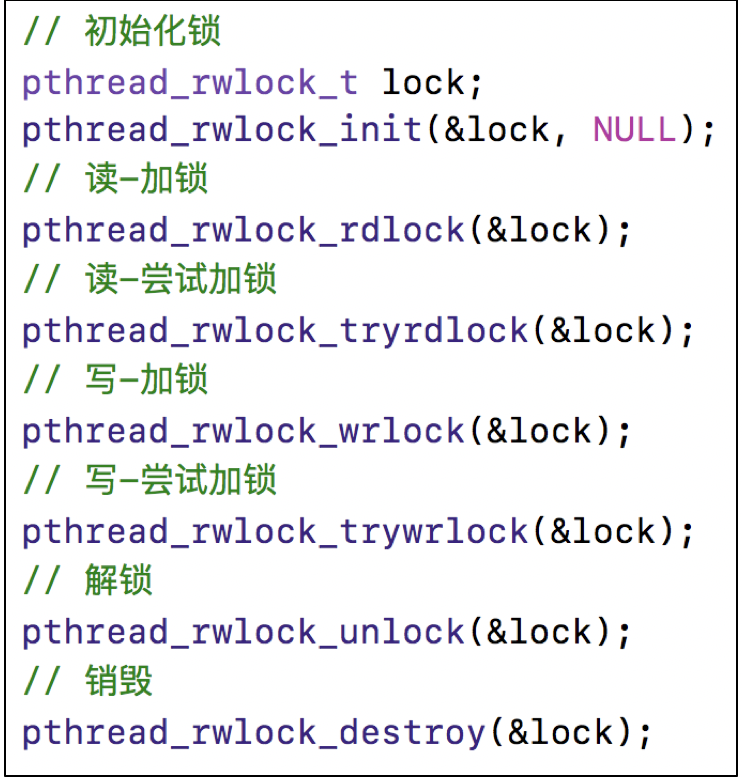 // 初始化锁
pthread_rwlock_t lock;
pthread_rwlock_init(&lock, NULL);
// 读-加锁
pthread_rwlock_rdlock(&lock);
// 读-尝试加锁
pthread_rwlock_tryrdlock(&lock);
// 写-加锁
pthread_rwlock_wrlock(&lock);
// 写-尝试加锁
pthread_rwlock_trywrlock(&lock);
// 解锁
pthread_rwlock_unlock(&lock);
// 销毁
pthread_rwlock_destroy(&lock);